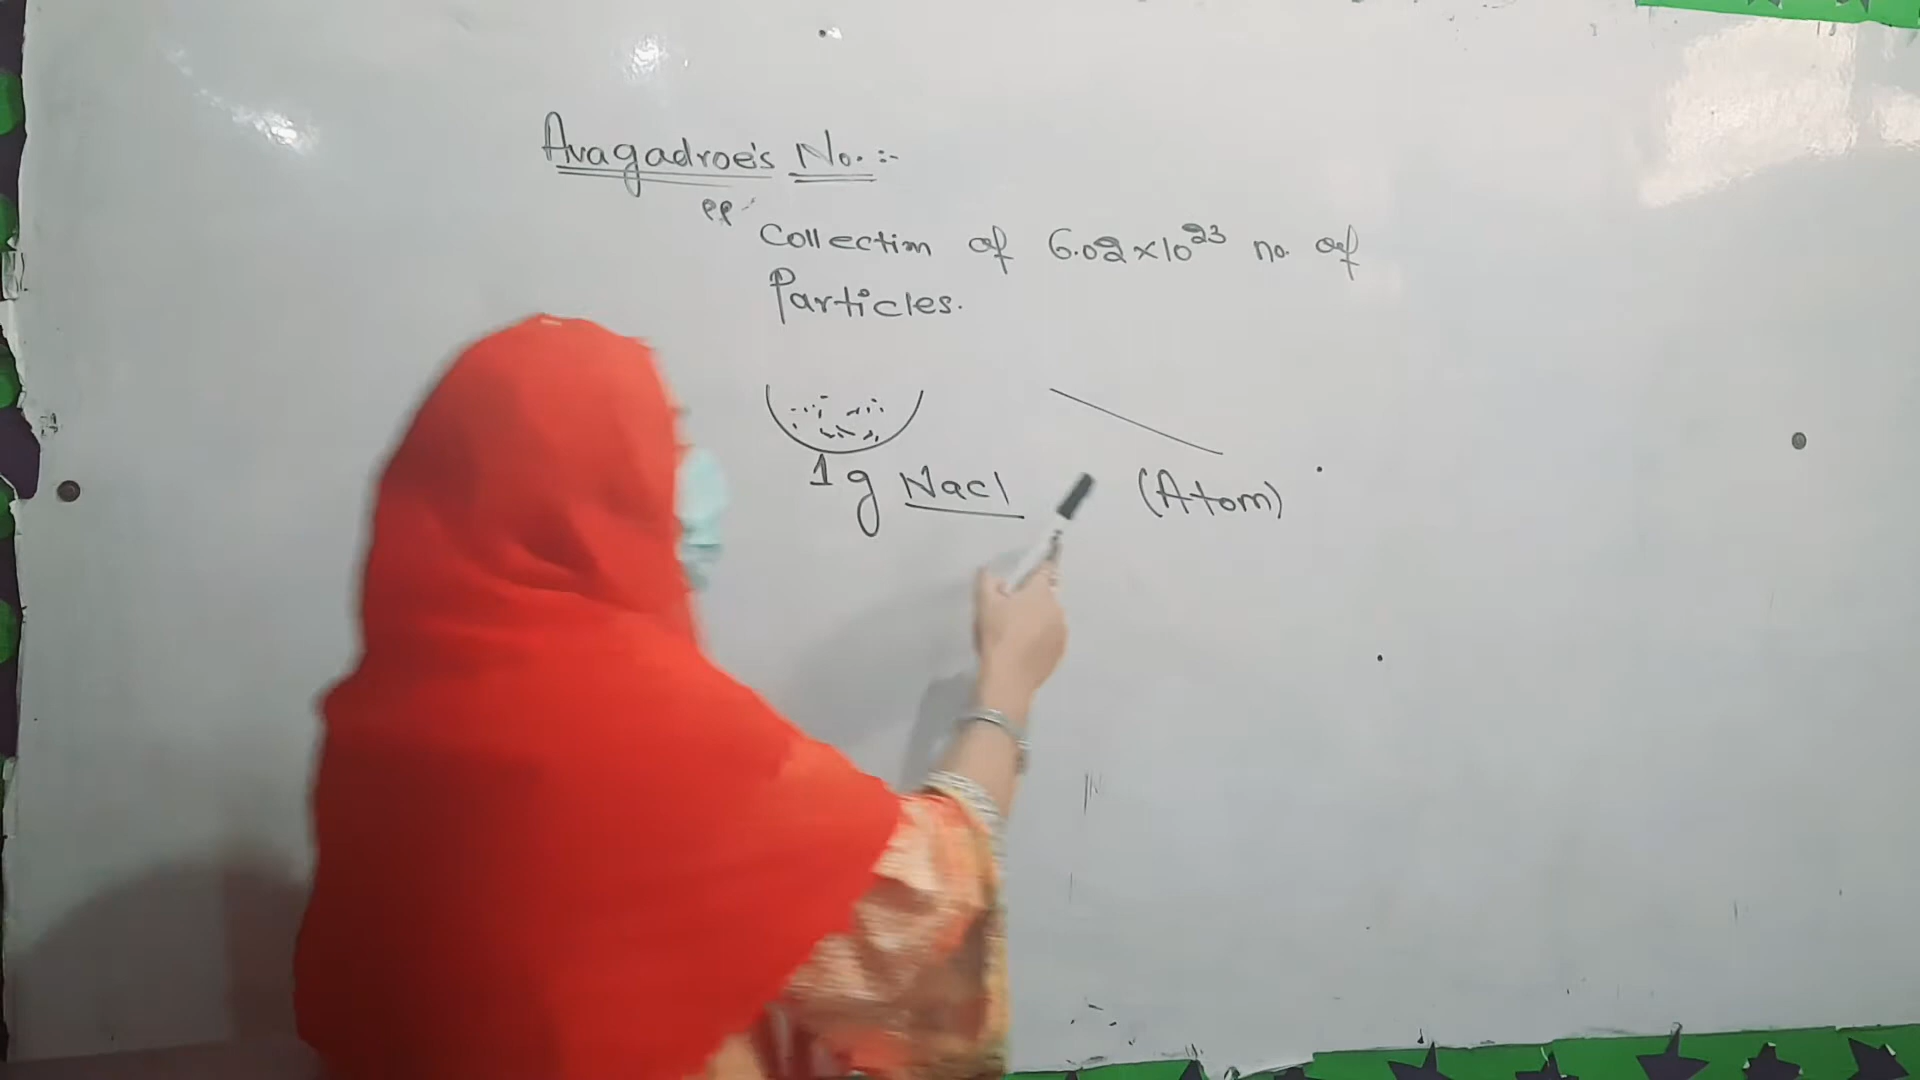 Avagadroe's No. :-
" Collection of 6.02×10²³ no. of
Particles.
1g Nacl (Atom)